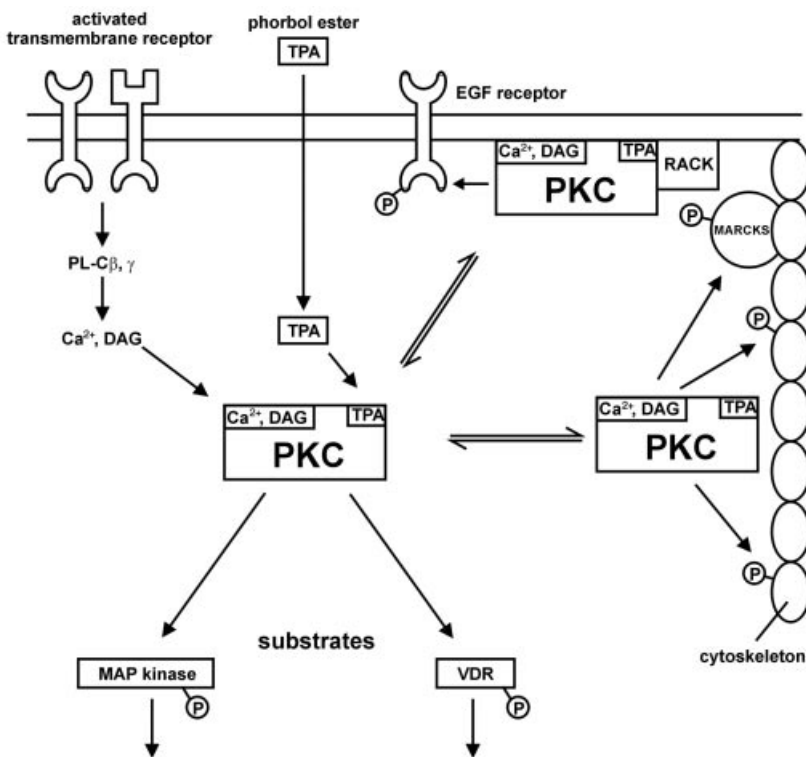 activated
transmembrane receptor
phorbol ester
TPA
EGF receptor
Ca²⁺, DAG
TPA
RACK
PKC
P
P
MARCKS
PL-Cβ, γ
Ca²⁺, DAG
TPA
P
Ca²⁺, DAG
TPA
PKC
Ca²⁺, DAG
TPA
PKC
P
substrates
cytoskeleton
MAP kinase
P
VDR
P